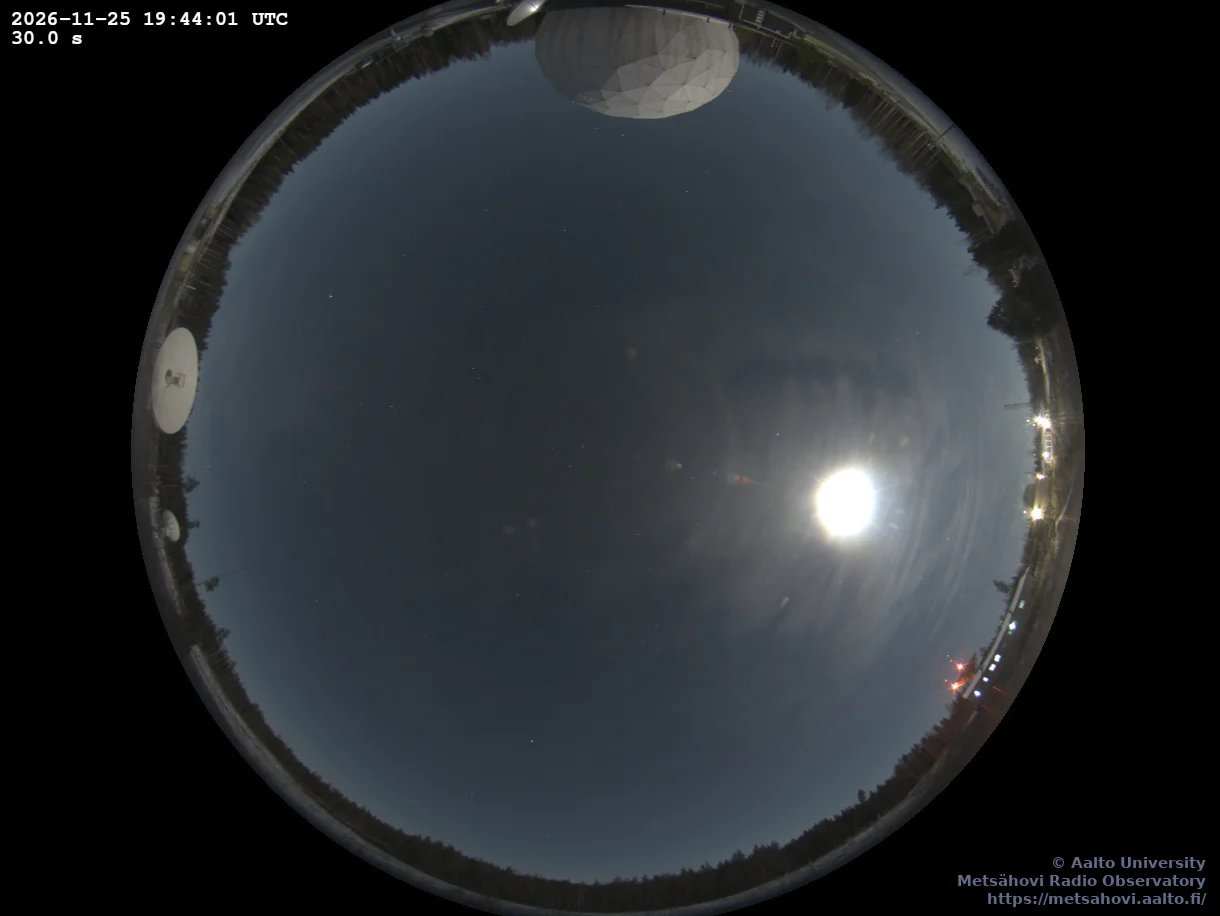 2026-11-25 19:44:01 UTC
30.0 s
© Aalto University
Metsähovi Radio Observatory
https://metsahovi.aalto.fi/